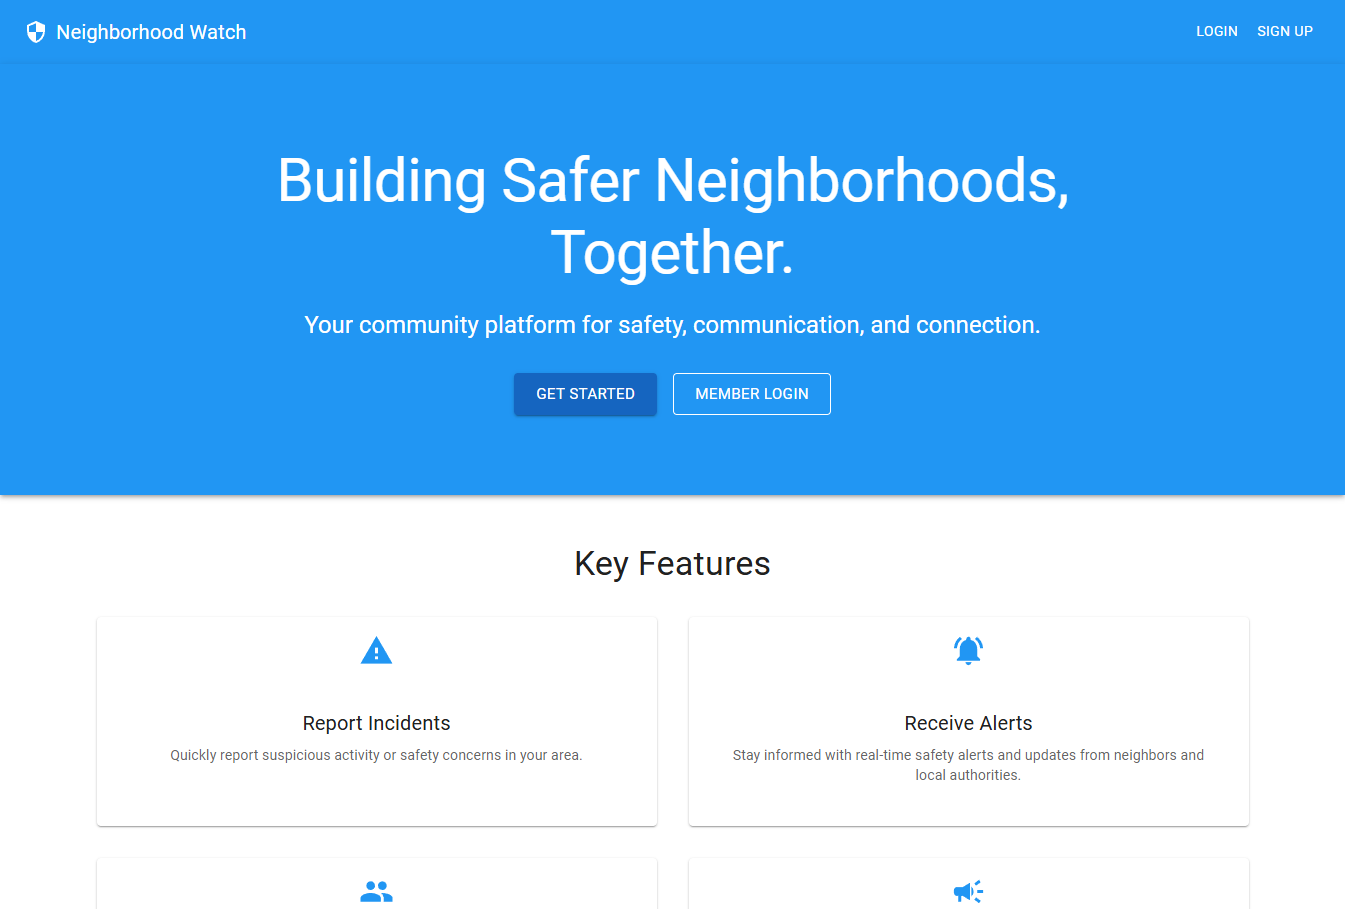 Neighborhood Watch
LOGIN
SIGN UP
Building Safer Neighborhoods,
Together.
Your community platform for safety, communication, and connection.
GET STARTED
MEMBER LOGIN
Key Features
Report Incidents
Quickly report suspicious activity or safety concerns in your area.
Receive Alerts
Stay informed with real-time safety alerts and updates from neighbors and
local authorities.